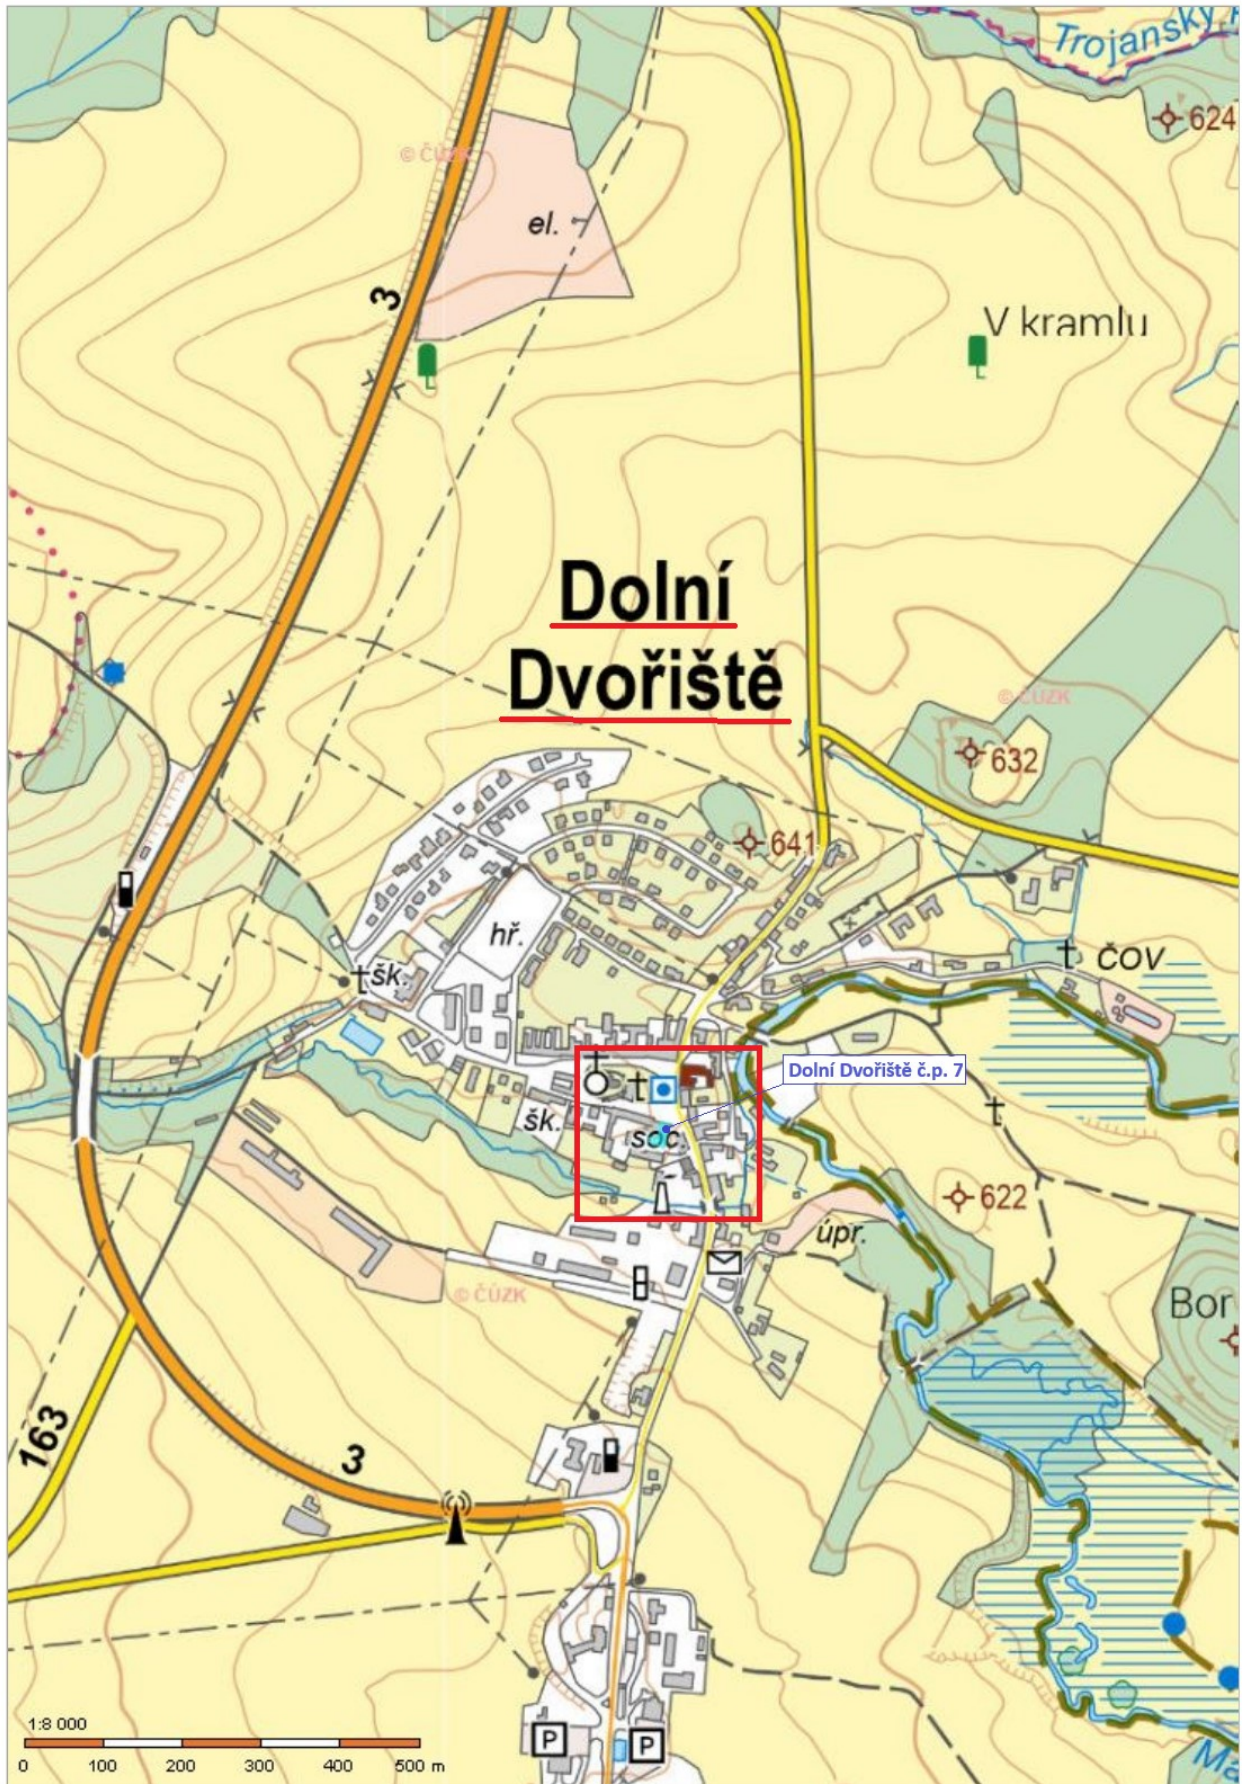 Trojanský
624
© ČÚZK
el.
3
V kramlu
Dolní
Dvořiště
© ČÚZK
632
641
hř.
šk.
čov
Dolní Dvořiště č.p. 7
šk.
soc.
622
úpr.
© ČÚZK
Bor
163
3
1:8 000
P
P
0 100 200 300 400 500 m